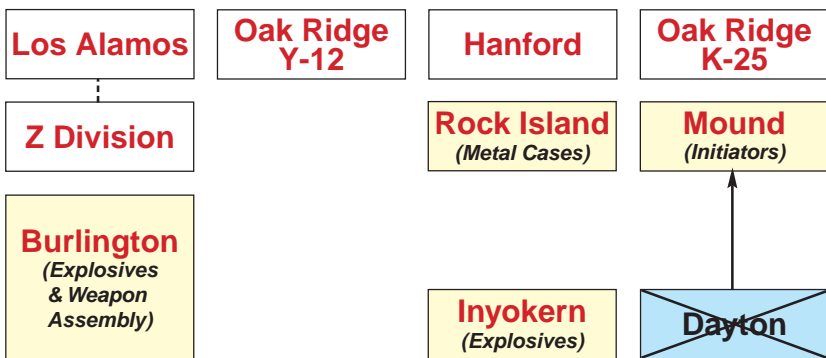 Los Alamos
Oak Ridge
Y-12
Hanford
Oak Ridge
K-25
Z Division
Rock Island
(Metal Cases)
Mound
(Initiators)
Burlington
(Explosives
& Weapon
Assembly)
Inyokern
(Explosives)
Dayton